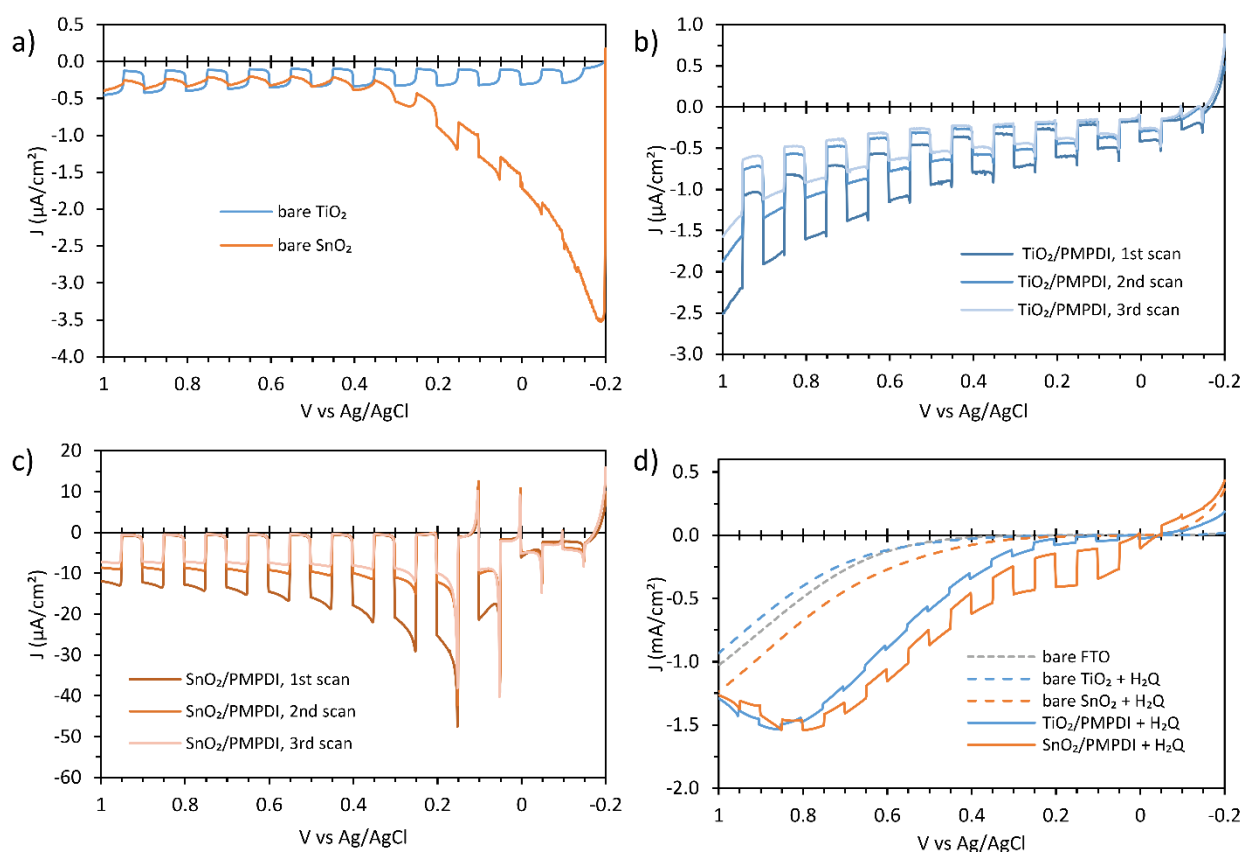 a)
0.5
0.0
-0.5
-1.0
-1.5
-2.0
-2.5
-3.0
-3.5
-4.0
J (µA/cm²)
bare TiO₂
bare SnO₂
1 0.8 0.6 0.4 0.2 0 -0.2
V vs Ag/AgCl
b)
1.0
0.5
0.0
-0.5
-1.0
-1.5
-2.0
-2.5
-3.0
J (µA/cm²)
TiO₂/PMPDI, 1st scan
TiO₂/PMPDI, 2nd scan
TiO₂/PMPDI, 3rd scan
1 0.8 0.6 0.4 0.2 0 -0.2
V vs Ag/AgCl
c)
20
10
0
-10
-20
-30
-40
-50
-60
J (µA/cm²)
SnO₂/PMPDI, 1st scan
SnO₂/PMPDI, 2nd scan
SnO₂/PMPDI, 3rd scan
1 0.8 0.6 0.4 0.2 0 -0.2
V vs Ag/AgCl
d)
0.5
0.0
-0.5
-1.0
-1.5
-2.0
J (mA/cm²)
bare FTO
bare TiO₂ + H₂Q
bare SnO₂ + H₂Q
TiO₂/PMPDI + H₂Q
SnO₂/PMPDI + H₂Q
1 0.8 0.6 0.4 0.2 0 -0.2
V vs Ag/AgCl